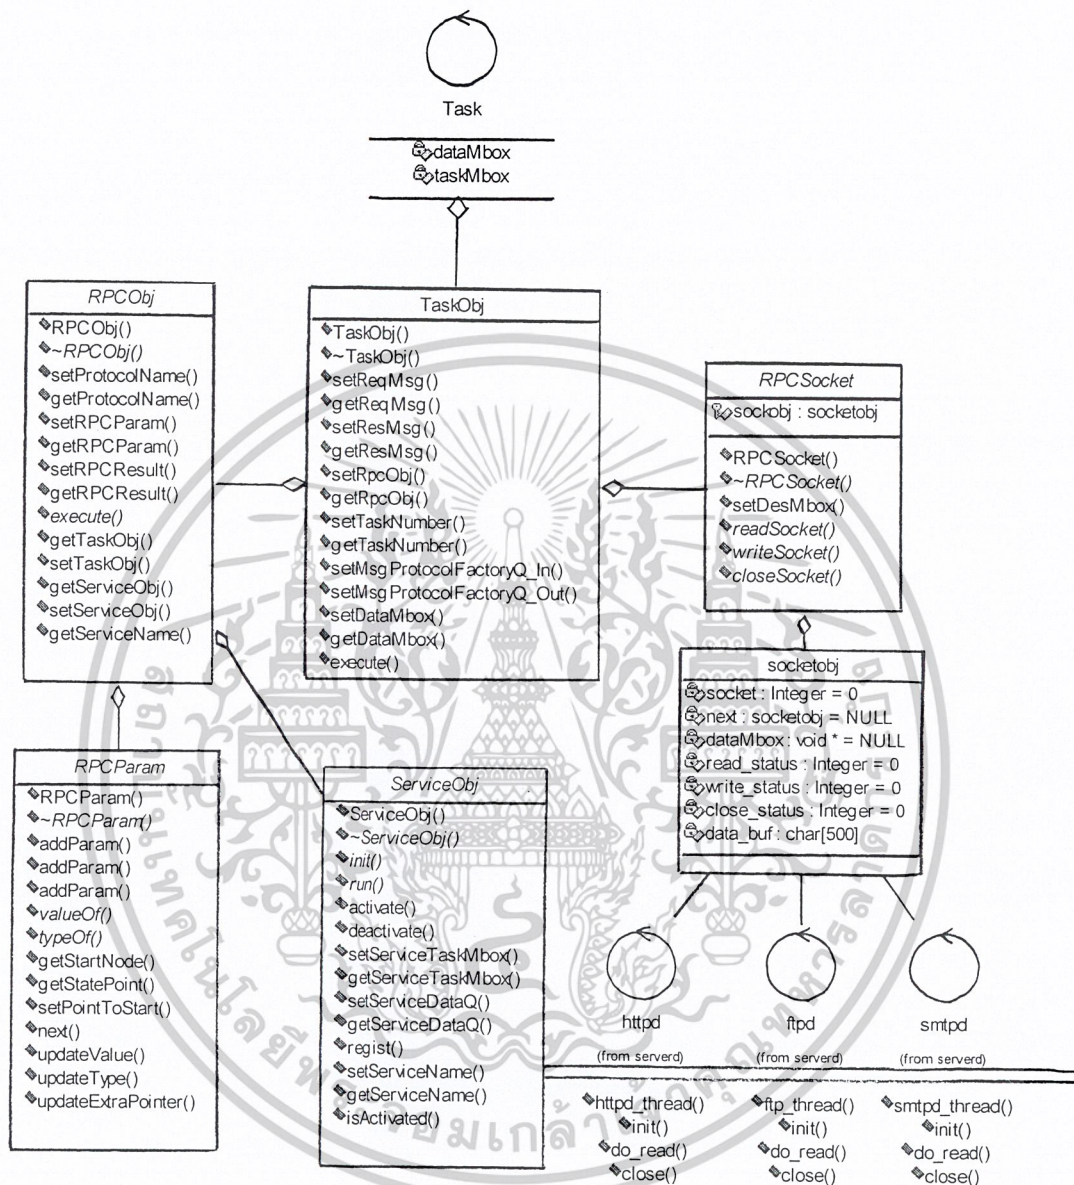 Task
dataMbox
taskMbox
RPCObj
RPCObj()
~RPCObj()
setProtocolName()
getProtocolName()
setRPCParam()
getRPCParam()
setRPCResult()
getRPCResult()
execute()
getTaskObj()
setTaskObj()
getServiceObj()
setServiceObj()
getServiceName()
TaskObj
TaskObj()
~TaskObj()
setReqMsg()
getReqMsg()
setResMsg()
getResMsg()
setRpcObj()
getRpcObj()
setTaskNumber()
getTaskNumber()
setMsgProtocolFactoryQ_In()
setMsgProtocolFactoryQ_Out()
setDataMbox()
getDataMbox()
execute()
RPCSocket
sockobj : socketobj
RPCSocket()
~RPCSocket()
setDesMbox()
readSocket()
writeSocket()
closeSocket()
socketobj
socket : Integer = 0
next : socketobj = NULL
dataMbox : void * = NULL
read_status : Integer = 0
write_status : Integer = 0
close_status : Integer = 0
data_buf : char[500]
RPCParam
RPCParam()
~RPCParam()
addParam()
addParam()
addParam()
valueOf()
typeOf()
getStartNode()
getStatePoint()
setPointToStart()
next()
updateValue()
updateType()
updateExtraPointer()
ServiceObj
ServiceObj()
~ServiceObj()
init()
run()
activate()
deactivate()
setServiceTaskMbox()
getServiceTaskMbox()
setServiceDataQ()
getServiceDataQ()
regist()
setServiceName()
getServiceName()
isActivated()
httpd
(from serverd)
httpd_thread()
init()
do_read()
close()
ftpd
(from serverd)
ftp_thread()
init()
do_read()
close()
smtpd
(from serverd)
smtpd_thread()
init()
do_read()
close()